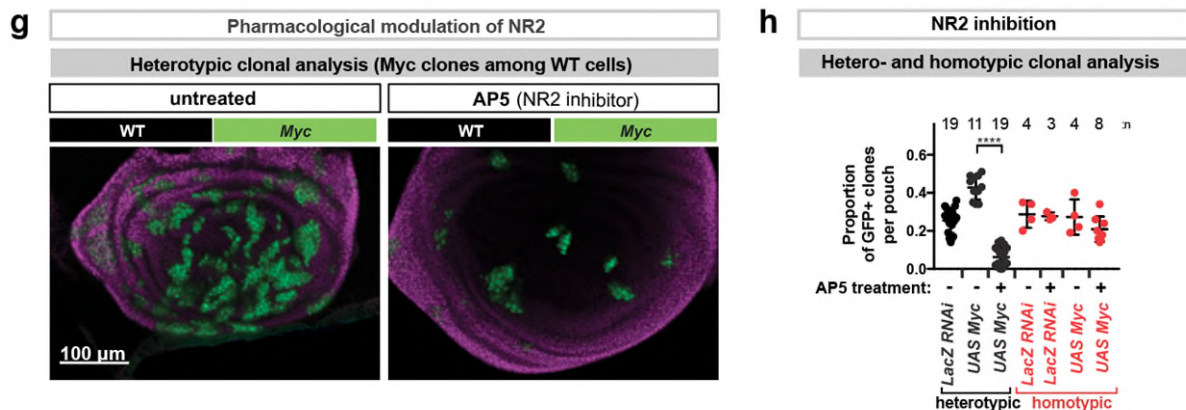 g
Pharmacological modulation of NR2
Heterotypic clonal analysis (Myc clones among WT cells)
untreated
AP5 (NR2 inhibitor)
WT
Myc
WT
Myc
100 µm
h
NR2 inhibition
Hetero- and homotypic clonal analysis
19 11 19 4 3 4 8 :n
****
Proportion
of GFP+ clones
per pouch
0.6
0.4
0.2
0.0
AP5 treatment: - - + - + - +
LacZ RNAi
UAS Myc
UAS Myc
LacZ RNAi
LacZ RNAi
UAS Myc
UAS Myc
heterotypic
homotypic